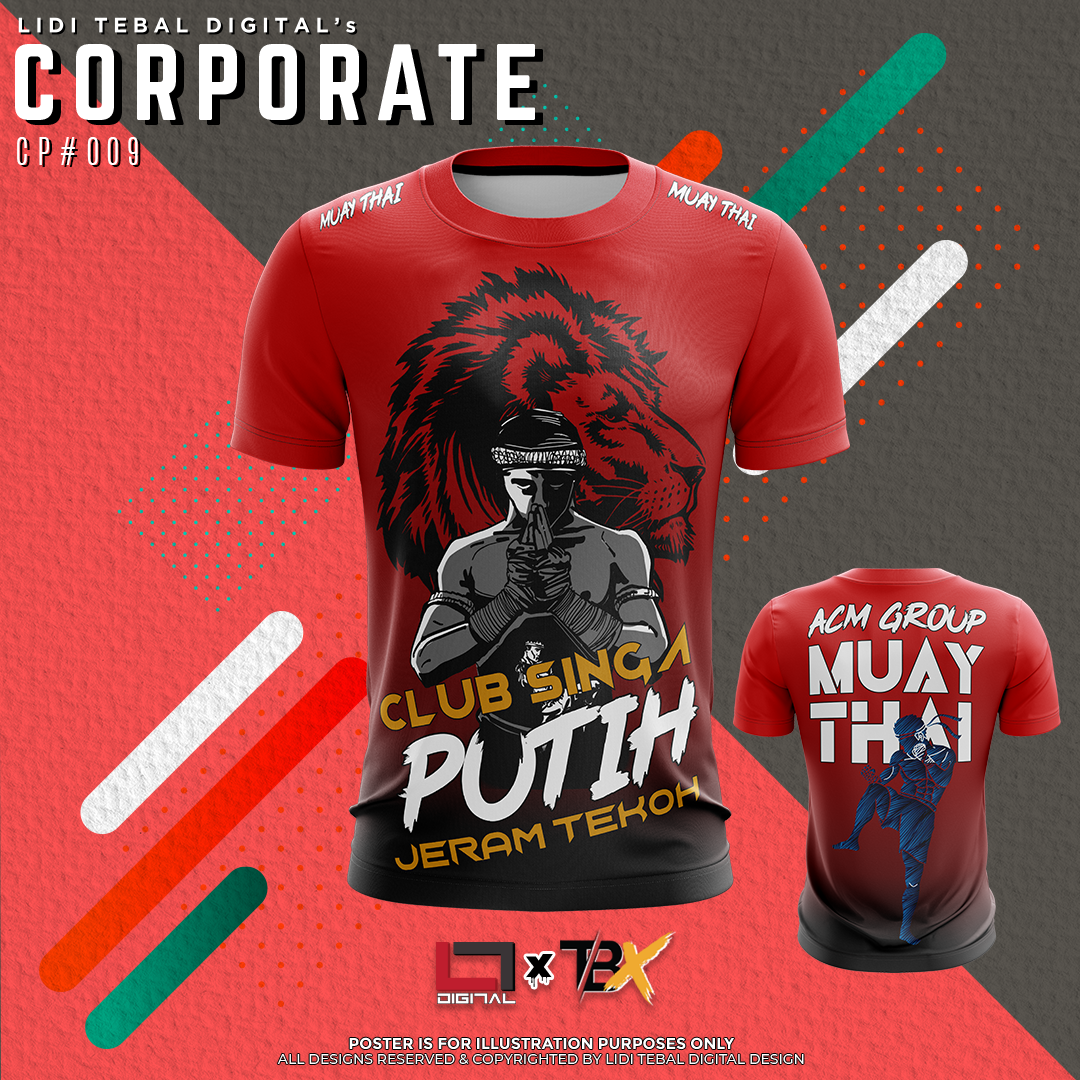 LIDI TEBAL DIGITAL's
CORPORATE
CP#009
MUAY THAI
MUAY THAI
CLUB SINGA
PUTIH
JERAM TEKOH
ACM GROUP
MUAY
THAI
DIGITAL
X
TBX
POSTER IS FOR ILLUSTRATION PURPOSES ONLY
ALL DESIGNS RESERVED & COPYRIGHTED BY LIDI TEBAL DIGITAL DESIGN